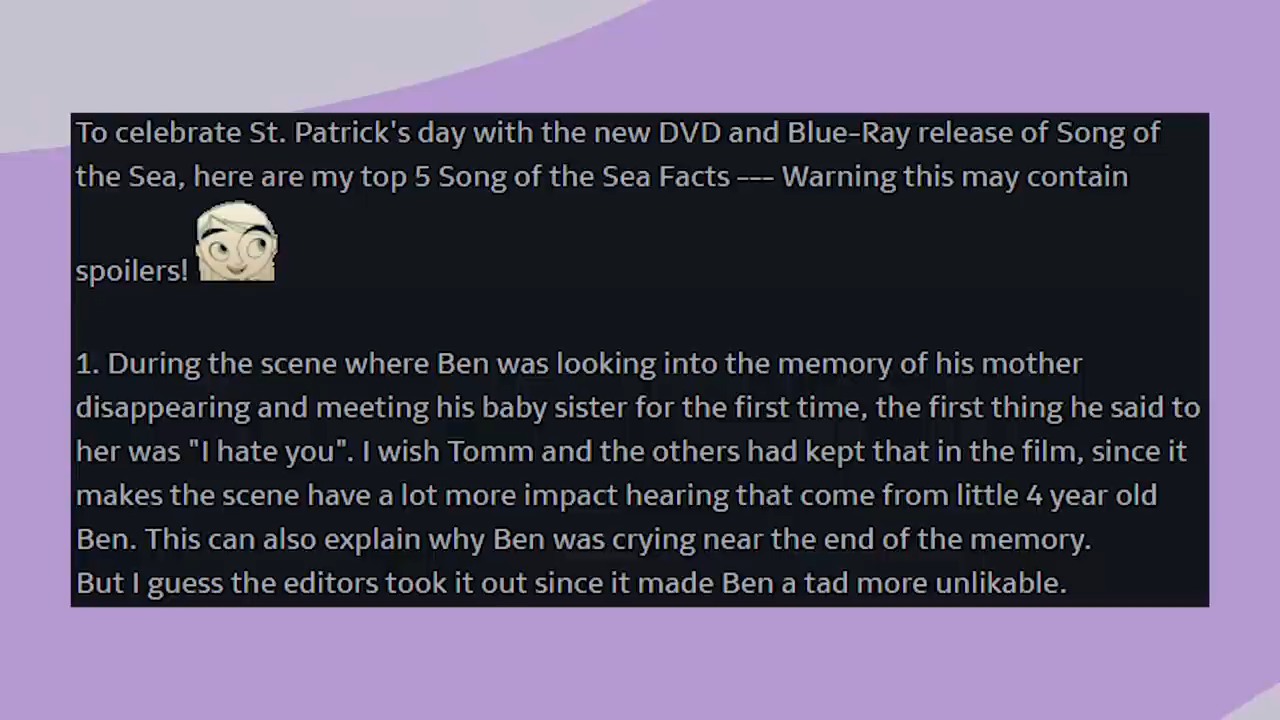 To celebrate St. Patrick's day with the new DVD and Blue-Ray release of Song of
the Sea, here are my top 5 Song of the Sea Facts --- Warning this may contain
spoilers!
1. During the scene where Ben was looking into the memory of his mother
disappearing and meeting his baby sister for the first time, the first thing he said to
her was "I hate you". I wish Tomm and the others had kept that in the film, since it
makes the scene have a lot more impact hearing that come from little 4 year old
Ben. This can also explain why Ben was crying near the end of the memory.
But I guess the editors took it out since it made Ben a tad more unlikable.